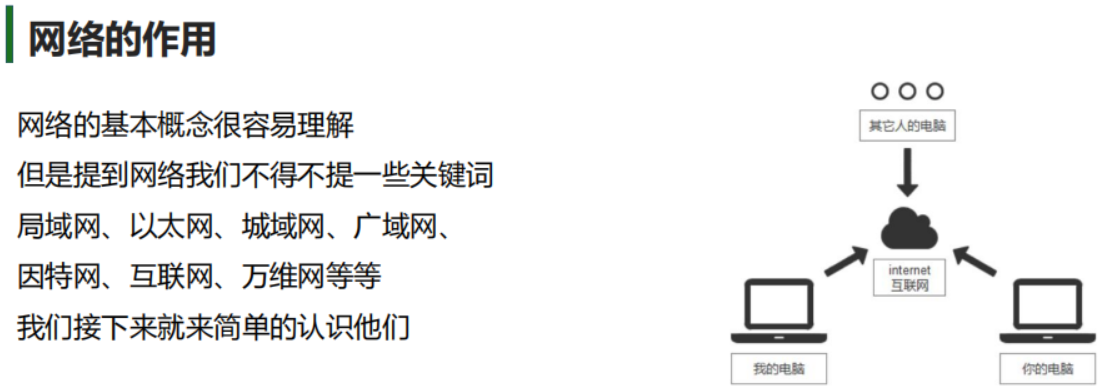 网络的作用
网络的基本概念很容易理解
但是提到网络我们不得不提一些关键词
局域网、以太网、城域网、广域网、
因特网、互联网、万维网等等
我们接下来就来简单的认识他们
其它人的电脑
internet
互联网
我的电脑
你的电脑